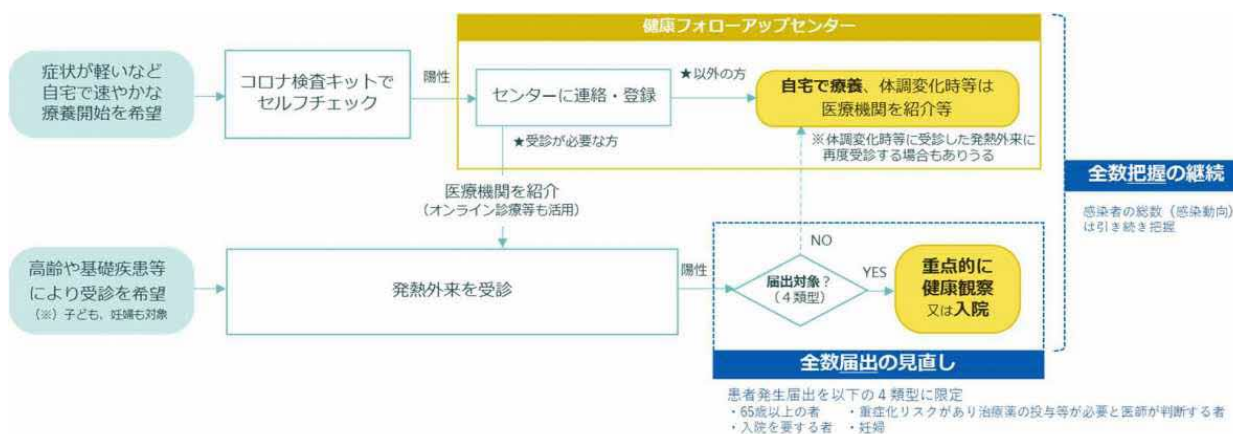 健康フォローアップセンター
症状が軽いなど
自宅で速やかな
療養開始を希望
コロナ検査キットで
セルフチェック
陽性
センターに連絡・登録
★以外の方
自宅で療養、体調変化時等は
医療機関を紹介等
★受診が必要な方
※体調変化時等に受診した発熱外来に
再度受診する場合もありうる
医療機関を紹介
(オンライン診療等も活用)
全数把握の継続
感染者の総数(感染動向)
は引き続き把握
高齢や基礎疾患等
により受診を希望
(※)子ども、妊婦も対象
発熱外来を受診
陽性
NO
届出対象?
(4類型)
YES
重点的に
健康観察
又は入院
全数届出の見直し
患者発生届出を以下の4類型に限定
・65歳以上の者 ・重症化リスクがあり治療薬の投与等が必要と医師が判断する者
・入院を要する者 ・妊婦